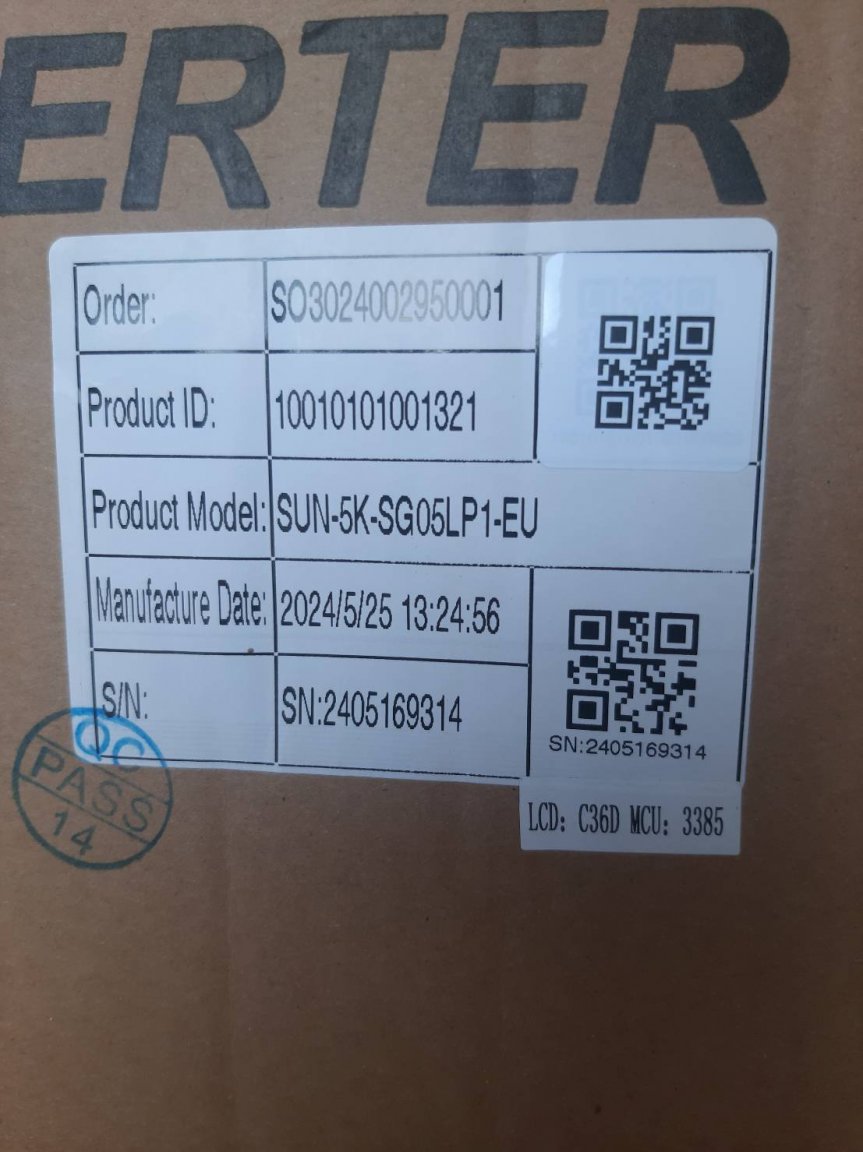 ERTER
Order: SO3024002950001
Product ID: 10010101001321
Product Model: SUN-5K-SG05LP1-EU
Manufacture Date: 2024/5/25 13:24:56
S/N: SN:2405169314
SN:2405169314
LCD: C36D MCU: 3385
QC
PASS
14